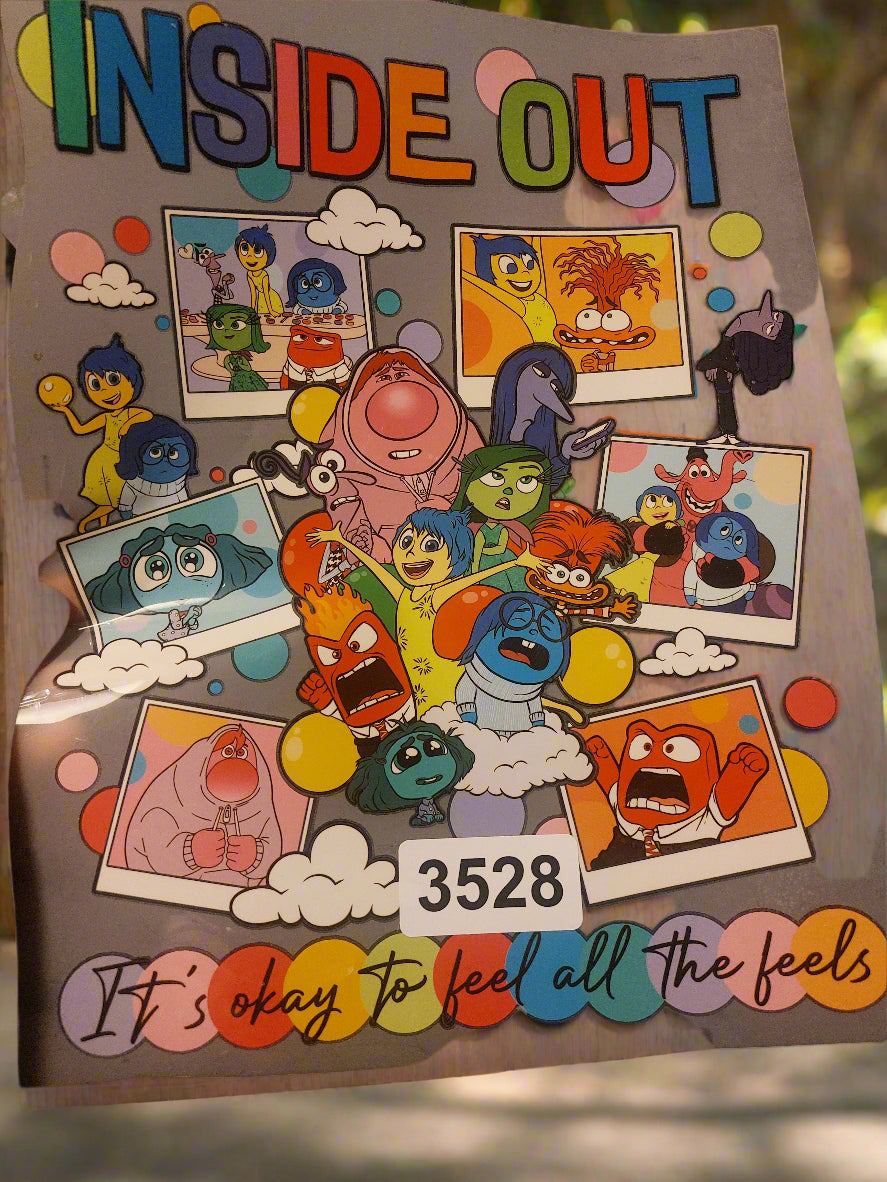 INSIDE OUT
3528
It's okay to feel all the feels